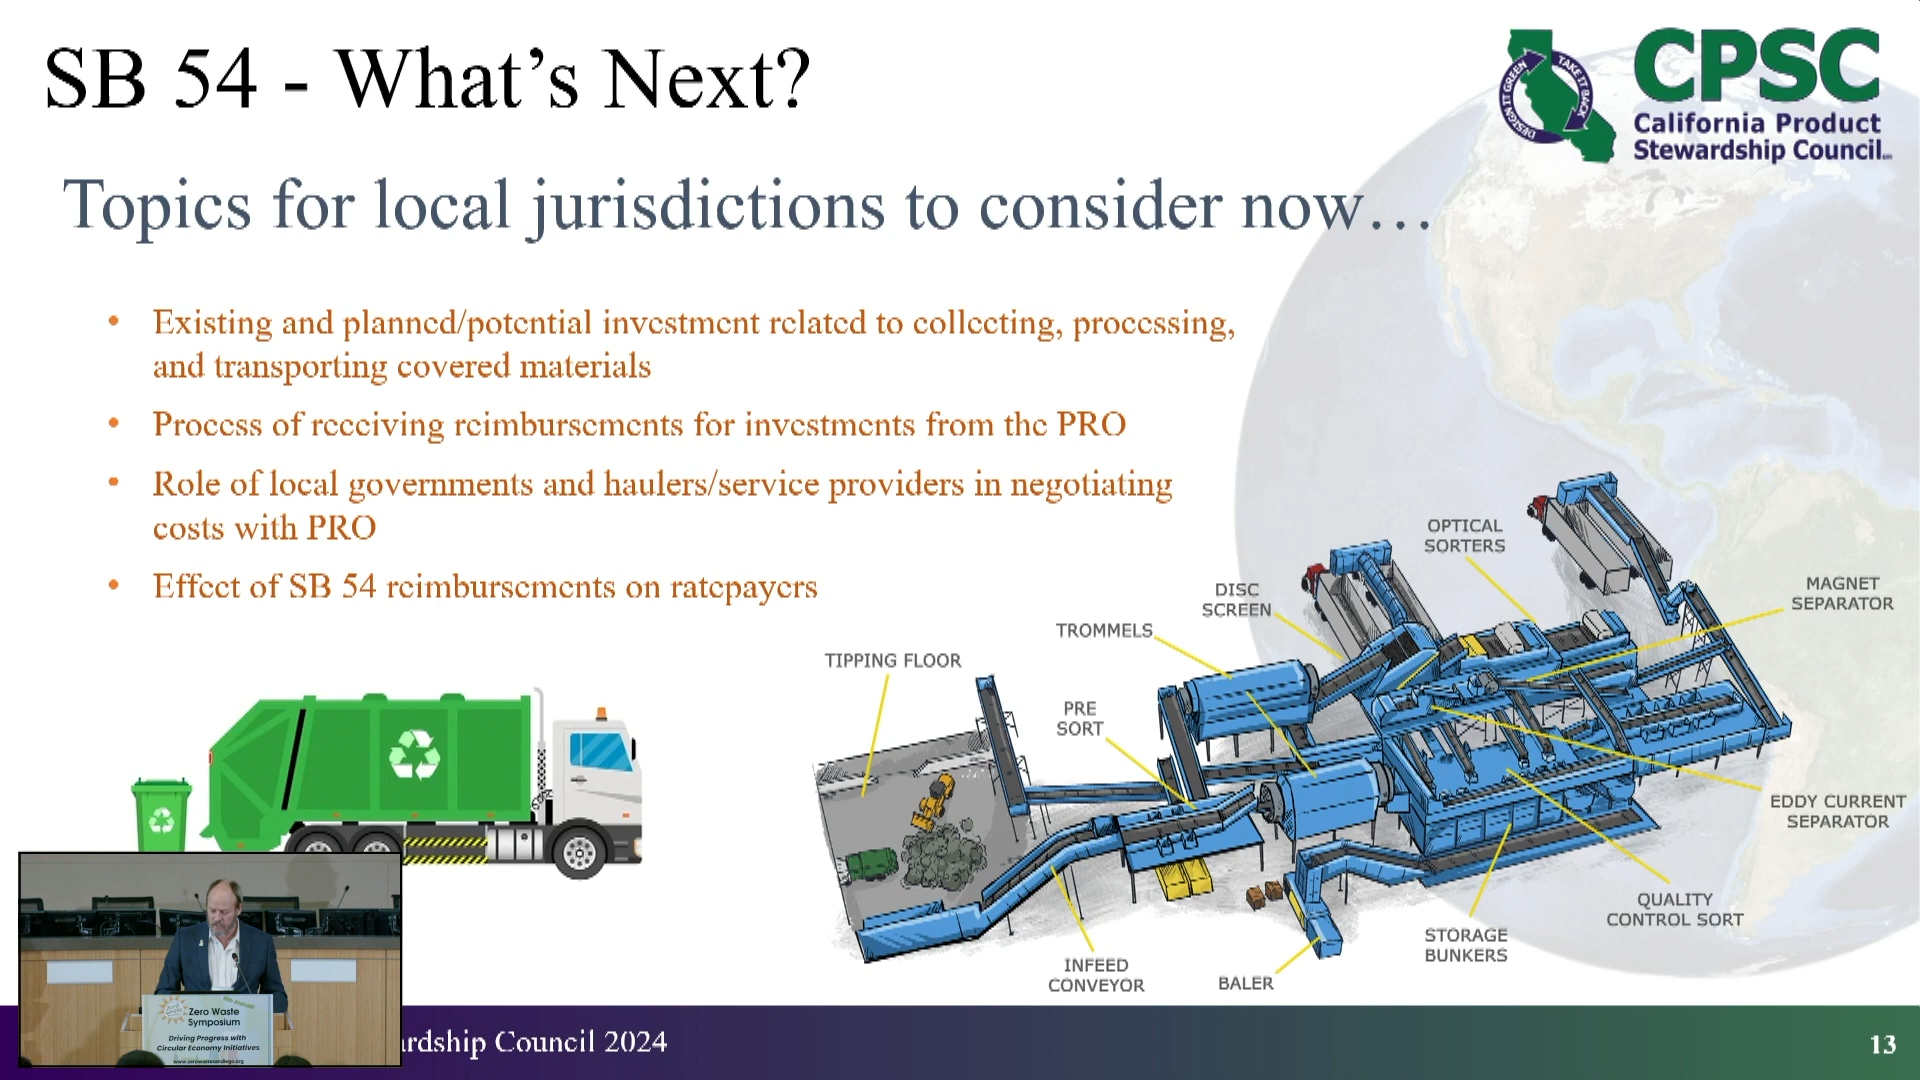 SB 54 - What's Next?
CPSC
California Product
Stewardship Council
DESIGN IT GREEN
TAKE IT BACK
Topics for local jurisdictions to consider now…
• Existing and planned/potential investment related to collecting, processing,
and transporting covered materials
• Process of receiving reimbursements for investments from the PRO
• Role of local governments and haulers/service providers in negotiating
costs with PRO
• Effect of SB 54 reimbursements on ratepayers
OPTICAL
SORTERS
DISC
SCREEN
MAGNET
SEPARATOR
TROMMELS
TIPPING FLOOR
PRE
SORT
EDDY CURRENT
SEPARATOR
QUALITY
CONTROL SORT
STORAGE
BUNKERS
INFEED
CONVEYOR
BALER
Zero Waste
Symposium
Driving Progress with
Circular Economy Initiatives
www.zerowastesandiego.org
ardship Council 2024
13